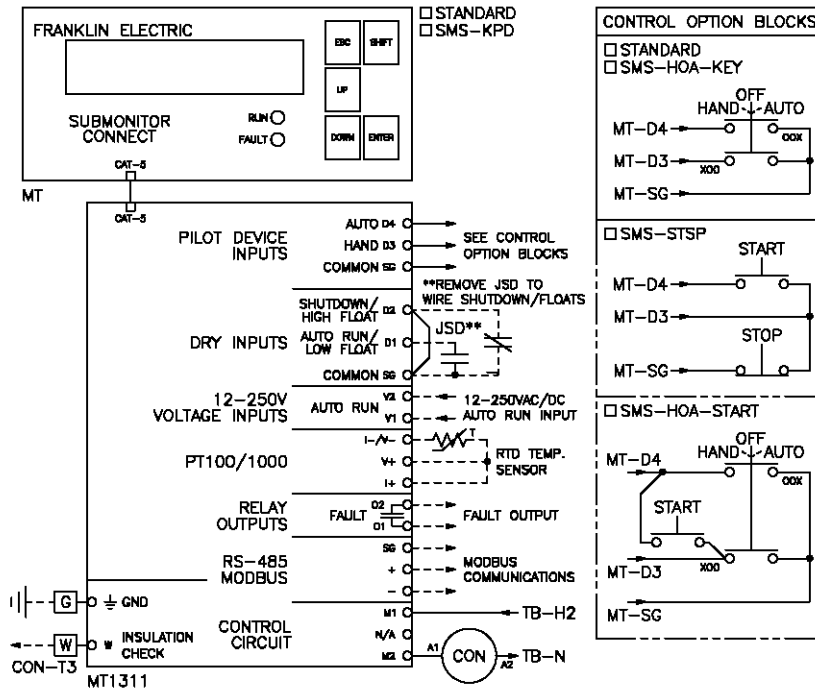 FRANKLIN ELECTRIC
ESC
SHIFT
UP
DOWN
ENTER
SUBMONITOR
CONNECT
RUN
FAULT
CAT-5
MT
STANDARD
SMS-KPD
CAT-5
PILOT DEVICE
INPUTS
AUTO D4
HAND D3
COMMON SG
SEE CONTROL
OPTION BLOCKS
**REMOVE JSD TO
WIRE SHUTDOWN/FLOATS
DRY INPUTS
SHUTDOWN/
HIGH FLOAT
D2
AUTO RUN/
LOW FLOAT
D1
COMMON SG
JSD**
12-250V
VOLTAGE INPUTS
AUTO RUN
V2
V1
12-250VAC/DC
AUTO RUN INPUT
PT100/1000
I-/V-
V+
I+
T
RTD TEMP.
SENSOR
RELAY
OUTPUTS
FAULT
O2
O1
FAULT OUTPUT
RS-485
MODBUS
SG
+
-
MODBUS
COMMUNICATIONS
G
GND
W
W
INSULATION
CHECK
CON-T3
CONTROL
CIRCUIT
M1
N/A
M2
TB-H2
A1
CON
A2
TB-N
MT1311
CONTROL OPTION BLOCKS
STANDARD
SMS-HOA-KEY
OFF
HAND
AUTO
MT-D4
OOX
MT-D3
XOO
MT-SG
SMS-STSP
START
MT-D4
MT-D3
STOP
MT-SG
SMS-HOA-START
OFF
HAND
AUTO
MT-D4
OOX
START
MT-D3
XOO
MT-SG